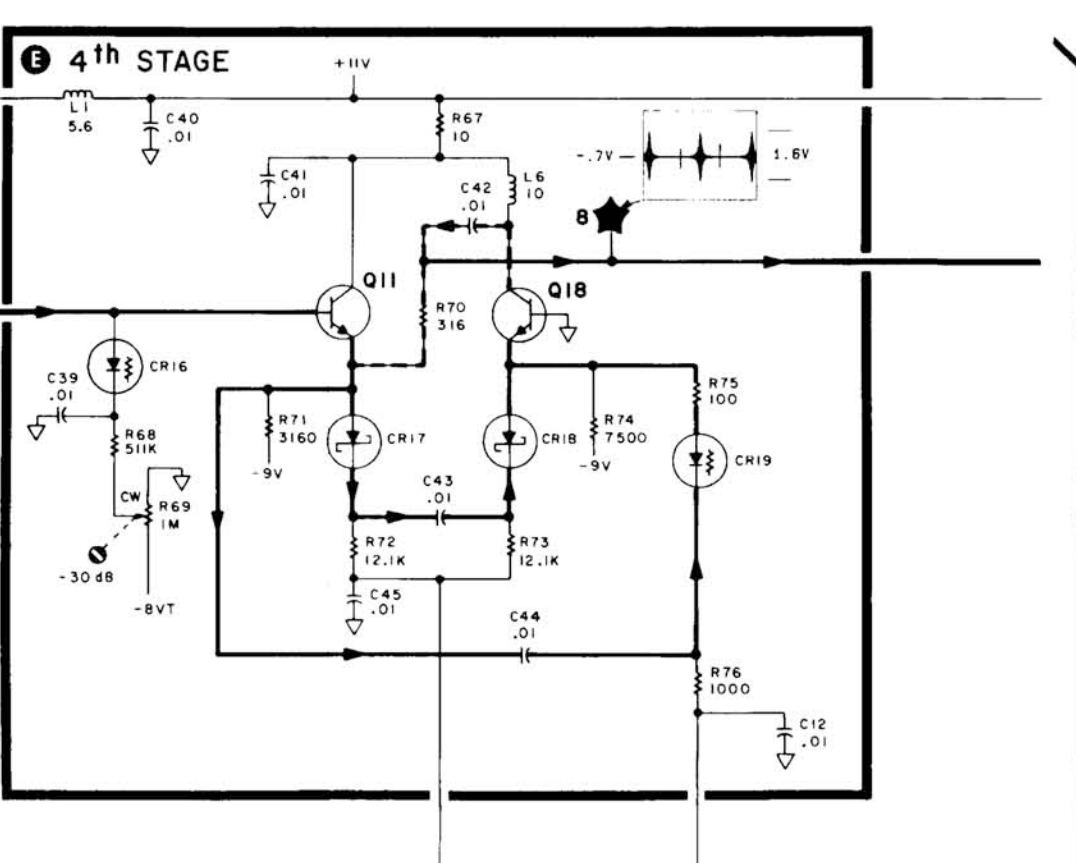 E 4th STAGE
+11V
L1
5.6
C40
.01
R67
10
-.7V
1.6V
C41
.01
C42
.01
L6
10
8
Q11
Q18
R70
316
CR16
C39
.01
R75
100
R68
511K
R71
3160
CR17
CR18
R74
7500
CR19
-9V
-9V
C43
.01
CW
R69
1M
R72
12.1K
R73
12.1K
-30 dB
-8VT
C45
.01
C44
.01
R76
1000
C12
.01